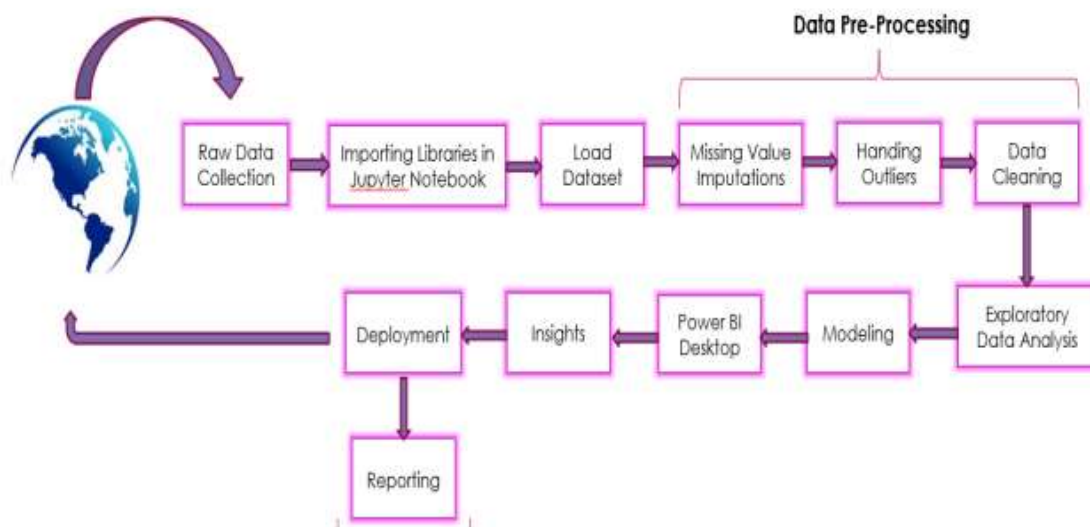 Data Pre-Processing
Raw Data
Collection
Importing Libraries in
Jupyter Notebook
Load
Dataset
Missing Value
Imputations
Handing
Outliers
Data
Cleaning
Exploratory
Data Analysis
Modeling
Power BI
Desktop
Insights
Deployment
Reporting